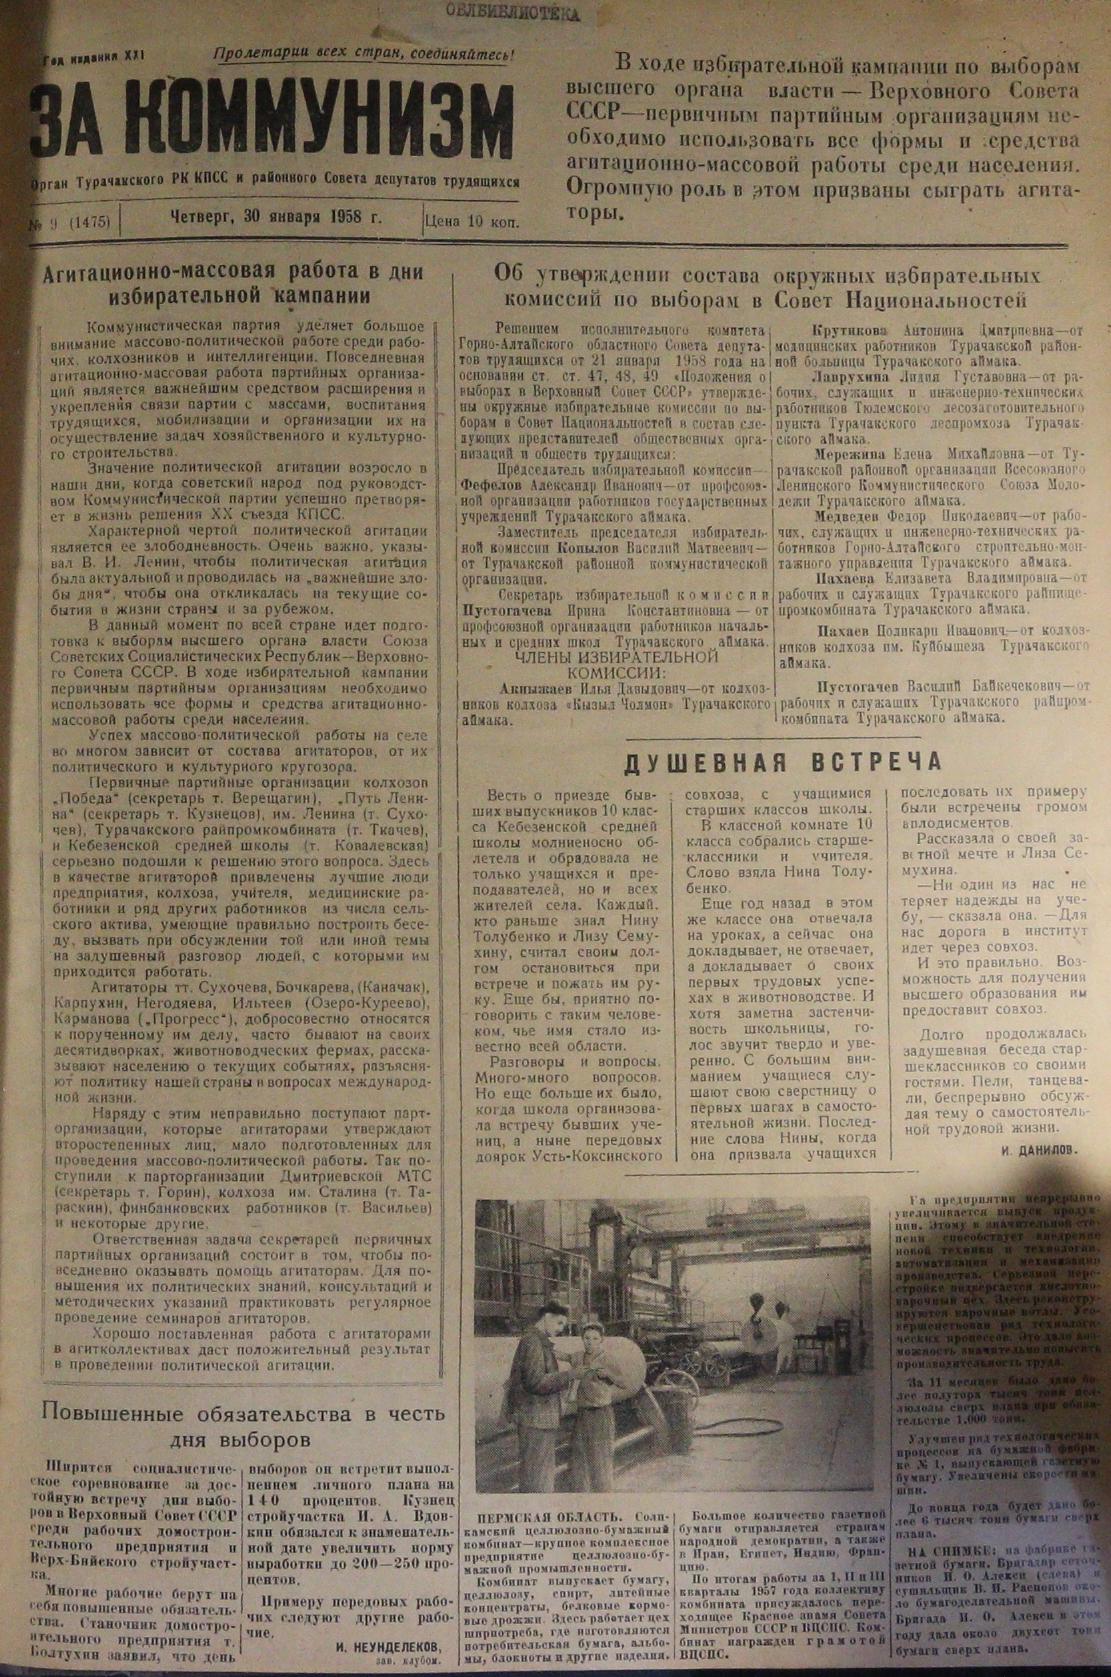 ОБЛБИБЛИОТЕКА
Год издания XXI
Пролетарии всех стран, соединяйтесь!
ЗА КОММУНИЗМ
Орган Турачакского РК КПСС и районного Совета депутатов трудящихся
№ 9 (1475)
Четверг, 30 января 1958 г.
Цена 10 коп.
В ходе избирательной кампании по выборам
высшего органа власти — Верховного Совета
СССР—первичным партийным организациям не-
обходимо использовать все формы и средства
агитационно-массовой работы среди населения.
Огромную роль в этом призваны сыграть агита-
торы.
Агитационно-массовая работа в дни
избирательной кампании
Коммунистическая партия уделяет большое
внимание массово-политической работе среди рабо-
чих, колхозников и интеллигенции. Повседневная
агитационно-массовая работа партийных организа-
ций является важнейшим средством расширения и
укрепления связи партии с массами, воспитания
трудящихся, мобилизации и организации их на
осуществление задач хозяйственного и культурно-
го строительства.
Значение политической агитации возросло в
наши дни, когда советский народ под руководст-
вом Коммунистической партии успешно претворя-
ет в жизнь решения XX съезда КПСС.
Характерной чертой политической агитации
является ее злободневность. Очень важно, указы-
вал В. И. Ленин, чтобы политическая агитация
была актуальной и проводилась на „важнейшие зло-
бы дня“, чтобы она откликалась на текущие со-
бытия в жизни страны и за рубежом.
В данный момент по всей стране идет подго-
товка к выборам высшего органа власти Союза
Советских Социалистических Республик—Верховно-
го Совета СССР. В ходе избирательной кампании
первичным партийным организациям необходимо
использовать все формы и средства агитационно-
массовой работы среди населения.
Успех массово-политической работы на селе
во многом зависит от состава агитаторов, от их
политического и культурного кругозора.
Первичные партийные организации колхозов
„Победа“ (секретарь т. Верещагин), „Путь Лени-
на“ (секретарь т. Кузнецов), им. Ленина (т. Сухо-
чев), Турачакского райпромкомбината (т. Ткачев),
и Кебезенской средней школы (т. Ковалевская)
серьезно подошли к решению этого вопроса. Здесь
в качестве агитаторой привлечены лучшие люди
предприятия, колхоза, учителя, медицинские ра-
ботники и ряд других работников из числа сель-
ского актива, умеющие правильно построить бесе-
ду, вызвать при обсуждении той или иной темы
на задушевный разговор людей, с которыми им
приходится работать.
Агитаторы тт. Сухочева, Бочкарева, (Каначак),
Карпухин, Негодяева, Ильтеев (Озеро-Куреево),
Карманова („Прогресс“), добросовестно относятся
к порученному им делу, часто бывают на своих
десятидворках, животноводческих фермах, расска-
зывают населению о текущих событиях, разъясня-
ют политику нашей страны в вопросах международ-
ной жизни.
Наряду с этим неправильно поступают парт-
организации, которые агитаторами утверждают
второстепенных лиц, мало подготовленных для
проведения массово-политической работы. Так по-
ступили к парторганизации Дмитриевской МТС
(секретарь т. Горин), колхоза им. Сталина (т. Та-
раскин), финбанковских работников (т. Васильев)
и некоторые другие.
Ответственная задача секретарей первичных
партийных организаций состоит в том, чтобы по-
вседневно оказывать помощь агитаторам. Для по-
вышения их политических знаний, консультаций и
методических указаний практиковать регулярное
проведение семинаров агитаторов.
Хорошо поставленная работа с агитаторами
в агитколлективах даст положительный результат
в проведении политической агитации.
Повышенные обязательства в честь
дня выборов
Ширится социалистиче-
ское соревнование за дос-
тойную встречу дня выбо-
ров в Верховный Совет СССР
среди рабочих домострои-
тельного предприятия и
Верх-Бийского стройучаст-
ка.
Многие рабочие берут на
себя повышенные обязатель-
ства. Станочник домостро-
ительного предприятия т.
Болтухин заявил, что день
выборов он встретит выпол-
нением личного плана на
140 процентов. Кузнец
стройучастка И. А. Вдов-
кин обязался к знаменатель-
ной дате увеличить норму
выработки до 200—250 про-
центов.
Примеру передовых рабо-
чих следуют другие рабо-
чие.
И. НЕУНДЕЛЕКОВ,
зав. клубом.
Об утверждении состава окружных избирательных
комиссий по выборам в Совет Национальностей
Решением исполнительного комитета
Горно-Алтайского областного Совета депута-
тов трудящихся от 21 января 1958 года на
основании ст. ст. 47, 48, 49 «Положения о
выборах в Верховный Совет СССР» утвержде-
ны окружные избирательные комиссии по вы-
борам в Совет Национальностей в состав сле-
дующих представителей общественных орга-
низаций и обществ трудящихся:
Председатель избирательной комиссии—
Фефелов Александр Иванович—от профсоюз-
ной организации работников государственных
учреждений Турачакского аймака.
Заместитель председателя избиратель-
ной комиссии Копылов Василий Матвеевич—
от Турачакской районной коммунистической
организации.
Секретарь избирательной комиссии
Пустогачева Ирина Константиновна — от
профсоюзной организации работников началь-
ных и средних школ Турачакского аймака.
ЧЛЕНЫ ИЗБИРАТЕЛЬНОЙ
КОМИССИИ:
Акпыжаев Илья Давыдович—от колхоз-
ников колхоза «Кызыл Чолмон» Турачакского
аймака.
Крутикова Антонина Дмитриевна—от
медицинских работников Турачакской район-
ной больницы Турачакского аймака.
Лаврухина Лидия Густавовна—от ра-
бочих, служащих и инженерно-технических
работников Тюлемского лесозаготовительного
пункта Турачакского леспромхоза Турачак-
ского аймака.
Мережина Елена Михайловна—от Ту-
рачакской районной организации Всесоюзного
Ленинского Коммунистического Союза Моло-
дежи Турачакского аймака.
Медведев Федор Николаевич—от рабо-
чих, служащих и инженерно-технических ра-
ботников Горно-Алтайского строительно-мон-
тажного управления Турачакского аймака.
Пахаева Елизавета Владимировна—от
рабочих и служащих Турачакского райпище-
промкомбината Турачакского аймака.
Пахаев Поликарп Иванович—от колхоз-
ников колхоза им. Куйбышева Турачакского
аймака.
Пустогачев Василий Байкечекович—от
рабочих и служащих Турачакского райпром-
комбината Турачакского аймака.
ДУШЕВНАЯ ВСТРЕЧА
Весть о приезде быв-
ших выпускников 10 клас-
са Кебезенской средней
школы молниеносно об-
летела и обрадовала не
только учащихся и пре-
подавателей, но и всех
жителей села. Каждый,
кто раньше знал Нину
Толубенко и Лизу Сему-
хину, считал своим дол-
гом остановиться при
встрече и пожать им ру-
ку. Еще бы, приятно по-
говорить с таким челове-
ком, чье имя стало из-
вестно всей области.
Разговоры и вопросы.
Много-много вопросов.
Но еще больше их было,
когда школа организова-
ла встречу бывших уче-
ниц, а ныне передовых
доярок Усть-Коксинского
совхоза, с учащимися
старших классов школы.
В классной комнате 10
класса собрались старше-
классники и учителя.
Слово взяла Нина Толу-
бенко.
Еще год назад в этом
же классе она отвечала
на уроках, а сейчас она
докладывает, не отвечает,
а докладывает о своих
первых трудовых успе-
хах в животноводстве. И
хотя заметна застенчи-
вость школьницы, го-
лос звучит твердо и уве-
ренно. С большим вни-
манием учащиеся слу-
шают свою сверстницу о
первых шагах в самосто-
ятельной жизни. Послед-
ние слова Нины, когда
она призвала учащихся
последовать их примеру
были встречены громом
аплодисментов.
Рассказала о своей за-
ветной мечте и Лиза Се-
мухина.
—Ни один из нас не
теряет надежды на уче-
бу, — сказала она. —Для
нас дорога в институт
идет через совхоз.
И это правильно. Воз-
можность для получения
высшего образования им
предоставит совхоз.
Долго продолжалась
задушевная беседа стар-
шеклассников со своими
гостями. Пели, танцева-
ли, беспрерывно обсуж-
дая тему о самостоятель-
ной трудовой жизни.
И. ДАНИЛОВ.
ПЕРМСКАЯ ОБЛАСТЬ. Соли-
камский целлюлозно-бумажный
комбинат—крупное комплексное
предприятие целлюлозно-бу-
мажной промышленности.
Комбинат выпускает бумагу,
целлюлозу, спирт, литейные
концентраты, белковые кормо-
вые дрожжи. Здесь работает цех
ширпотреба, где изготовляются
потребительская бумага, альбо-
мы, блокноты и другие изделия.
Большое количество газетной
бумаги отправляется странам
народной демократии, а также
в Иран, Египет, Индию, Фран-
цию.
По итогам работы за I, II и III
кварталы 1957 года коллективу
комбината присуждалось пере-
ходящее Красное знамя Совета
Министров СССР и ВЦСПС. Ком-
бинат награжден грамотой
ВЦСПС.
На предприятии непрерывно
увеличивается выпуск продук-
ции. Этому в значительной сте-
пени способствует внедрение
новой техники и технологии,
автоматизации и механизации
производства. Серьезной пере-
стройке подвергается кислотно-
варочный цех. Здесь реконстру-
ируются варочные котлы. Усо-
вершенствован ряд технологи-
ческих процессов. Это дало воз-
можность значительно повысить
производительность труда.
За 11 месяцев было дано бо-
лее полутора тысяч тонн цел-
люлозы сверх плана при обяза-
тельстве 1.000 тонн.
Улучшен ряд технологических
процессов на бумажной фабри-
ке № 1, выпускающей газетную
бумагу. Увеличены скорости ма-
шин.
До конца года будет дано бо-
лее 6 тысяч тонн бумаги сверх
плана.
НА СНИМКЕ: на фабрике га-
зетной бумаги. Бригадир сеточ-
ников И. О. Алексн (слева) и
сушильщик В. И. Распопов око-
ло бумагоделательной машины.
Бригада И. О. Алексн в этом
году дала около двухсот тонн
бумаги сверх плана.